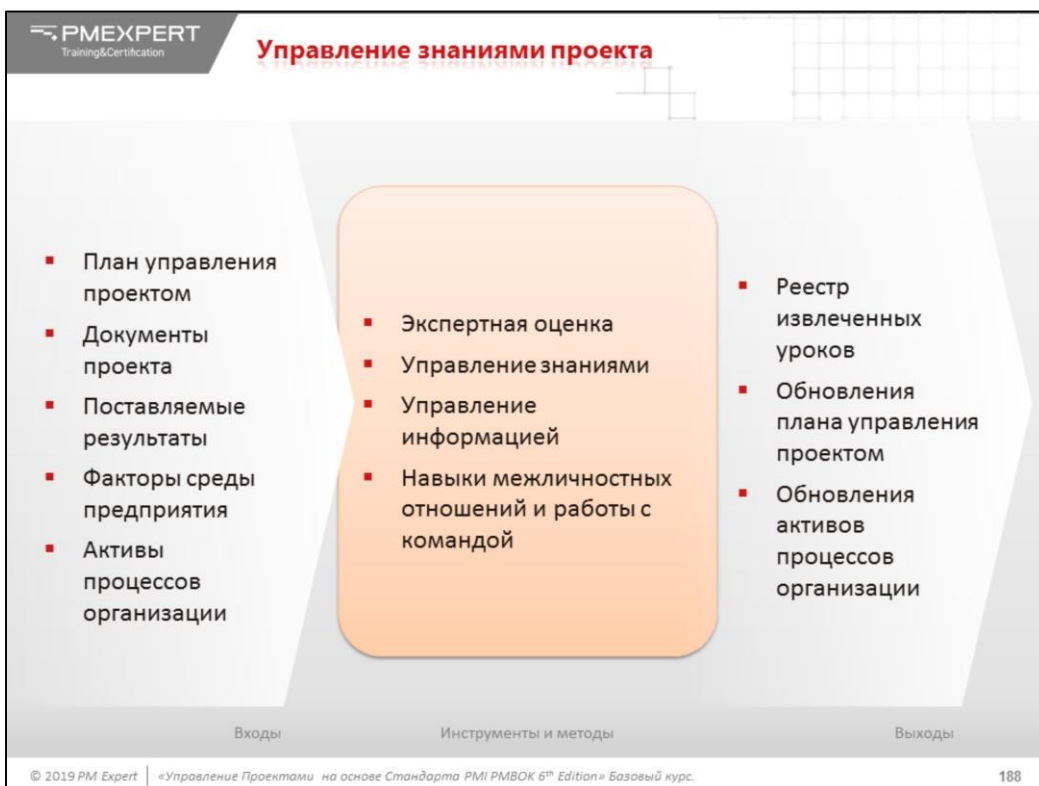 PMEXPERT
Training&Certification
Управление знаниями проекта
План управления
проектом
Документы
проекта
Поставляемые
результаты
Факторы среды
предприятия
Активы
процессов
организации
Экспертная оценка
Управление знаниями
Управление
информацией
Навыки межличностных
отношений и работы с
командой
Реестр
извлеченных
уроков
Обновления
плана управления
проектом
Обновления
активов
процессов
организации
Входы
Инструменты и методы
Выходы
© 2019 PM Expert | «Управление Проектами на основе Стандарта PMI PMBOK 6th Edition» Базовый курс.
188